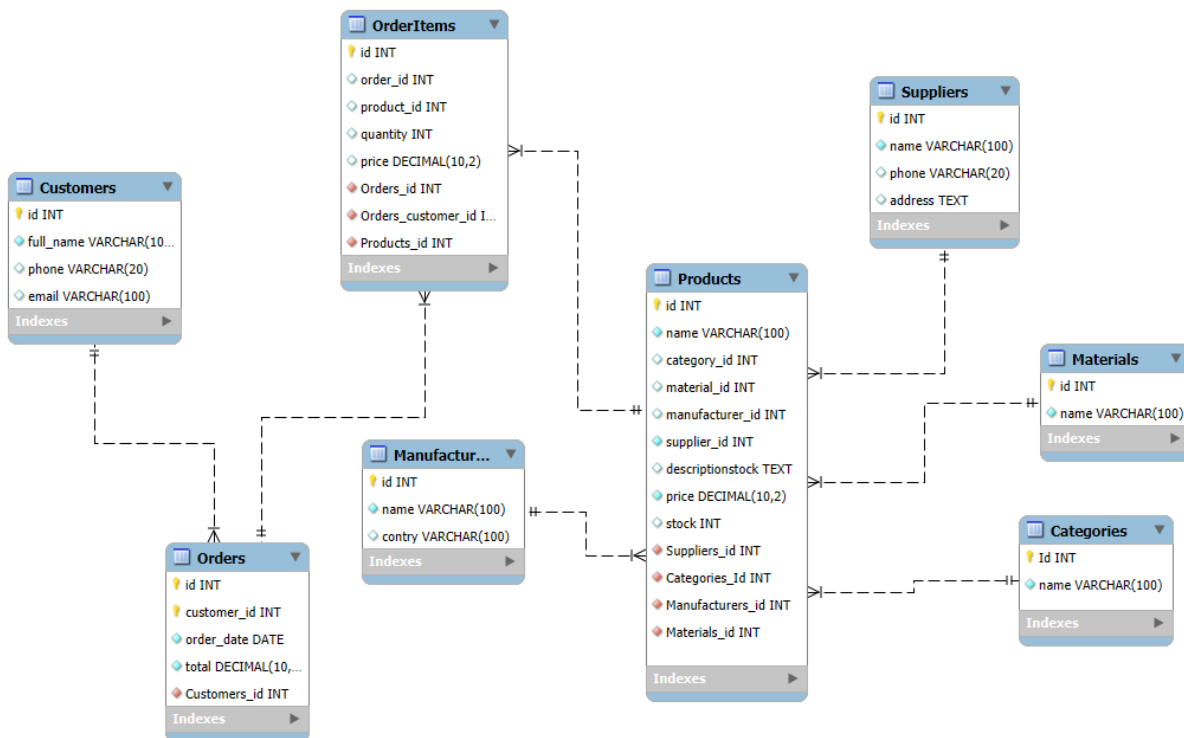 OrderItems
id INT
order_id INT
product_id INT
quantity INT
price DECIMAL(10,2)
Orders_id INT
Orders_customer_id I...
Products_id INT
Indexes
Suppliers
id INT
name VARCHAR(100)
phone VARCHAR(20)
address TEXT
Indexes
Customers
id INT
full_name VARCHAR(10...
phone VARCHAR(20)
email VARCHAR(100)
Indexes
Products
id INT
name VARCHAR(100)
category_id INT
material_id INT
manufacturer_id INT
supplier_id INT
descriptionstock TEXT
price DECIMAL(10,2)
stock INT
Suppliers_id INT
Categories_Id INT
Manufacturers_id INT
Materials_id INT
Indexes
Materials
id INT
name VARCHAR(100)
Indexes
Manufactur...
id INT
name VARCHAR(100)
contry VARCHAR(100)
Indexes
Categories
Id INT
name VARCHAR(100)
Indexes
Orders
id INT
customer_id INT
order_date DATE
total DECIMAL(10,...
Customers_id INT
Indexes